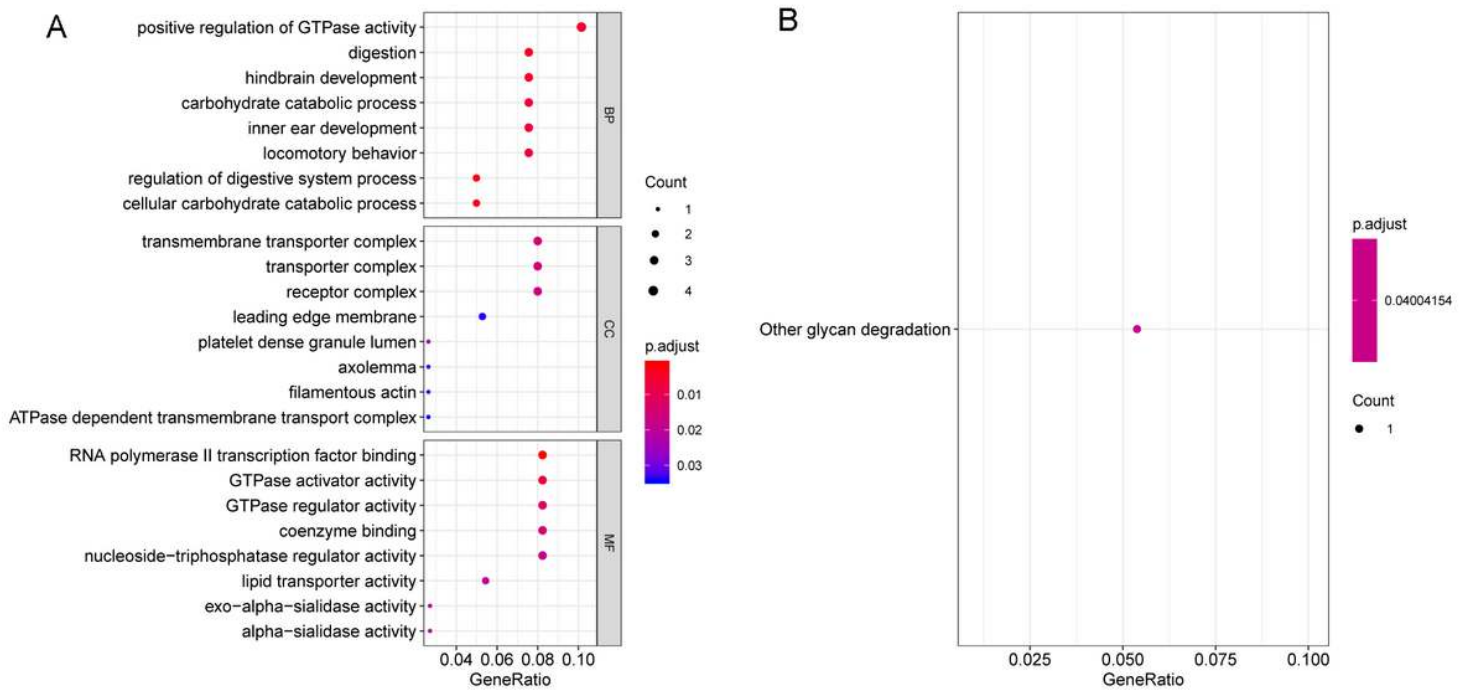 A
positive regulation of GTPase activity
digestion
hindbrain development
carbohydrate catabolic process
inner ear development
locomotory behavior
regulation of digestive system process
cellular carbohydrate catabolic process
BP
transmembrane transporter complex
transporter complex
receptor complex
leading edge membrane
platelet dense granule lumen
axolemma
filamentous actin
ATPase dependent transmembrane transport complex
CC
RNA polymerase II transcription factor binding
GTPase activator activity
GTPase regulator activity
coenzyme binding
nucleoside−triphosphatase regulator activity
lipid transporter activity
exo−alpha−sialidase activity
alpha−sialidase activity
MF
0.04 0.06 0.08 0.10
GeneRatio
Count
1
2
3
4
p.adjust
0.01
0.02
0.03
B
Other glycan degradation
0.025 0.050 0.075 0.100
GeneRatio
p.adjust
0.04004154
Count
1